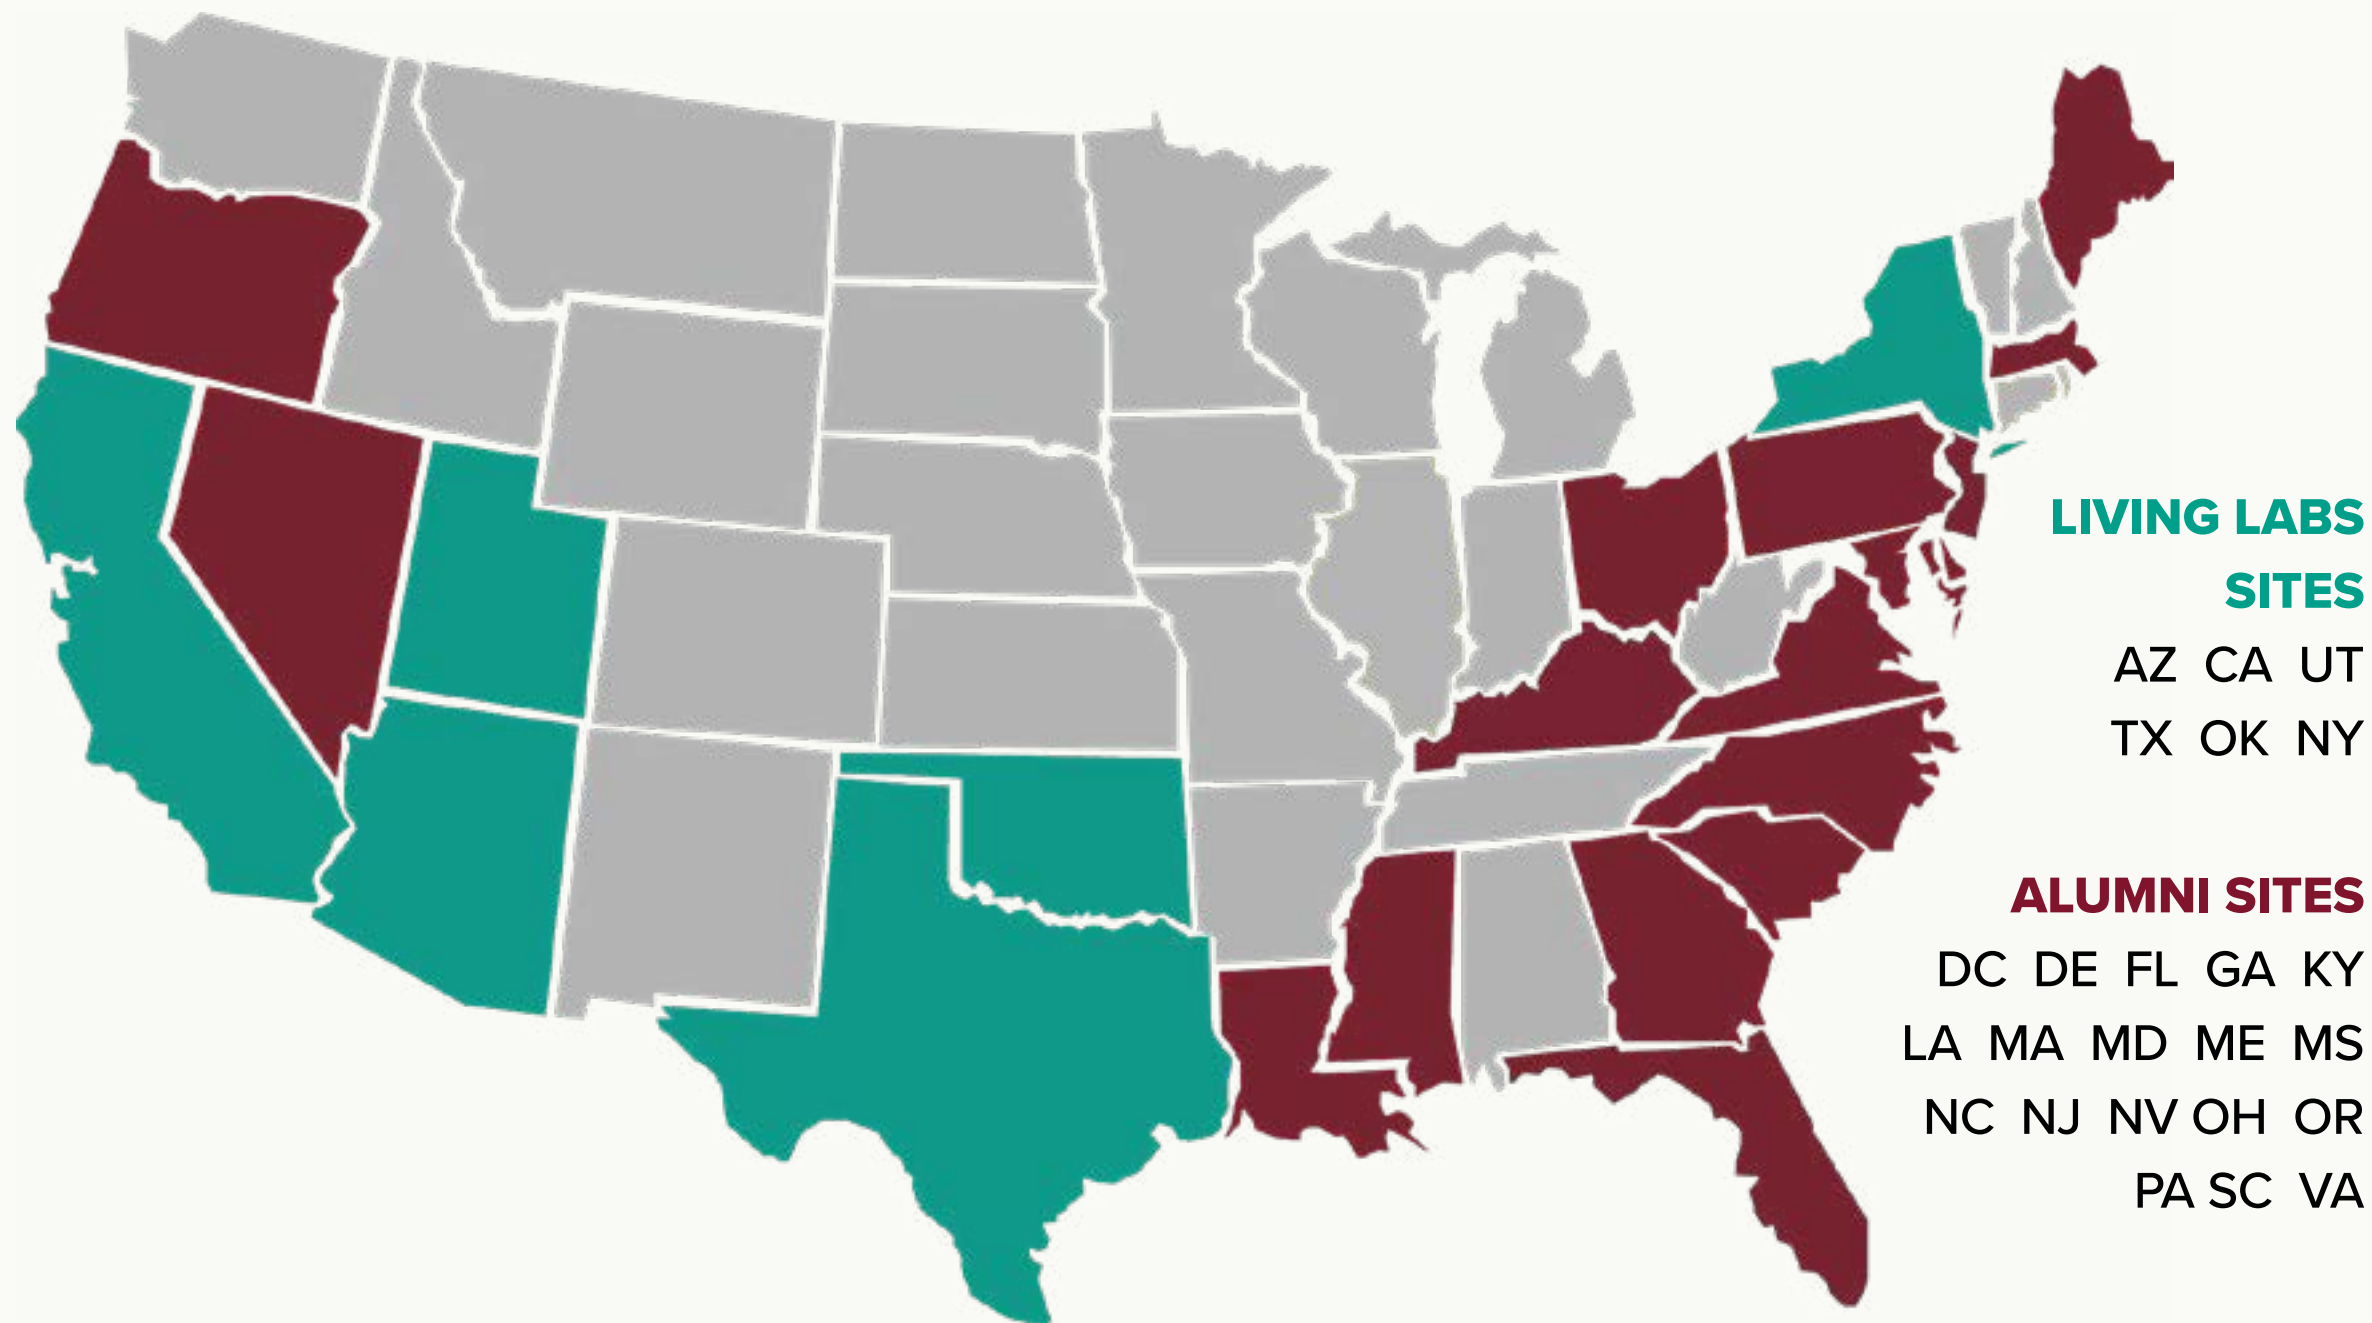 LIVING LABS
SITES
AZ CA UT
TX OK NY
ALUMNI SITES
DC DE FL GA KY
LA MA MD ME MS
NC NJ NV OH OR
PA SC VA